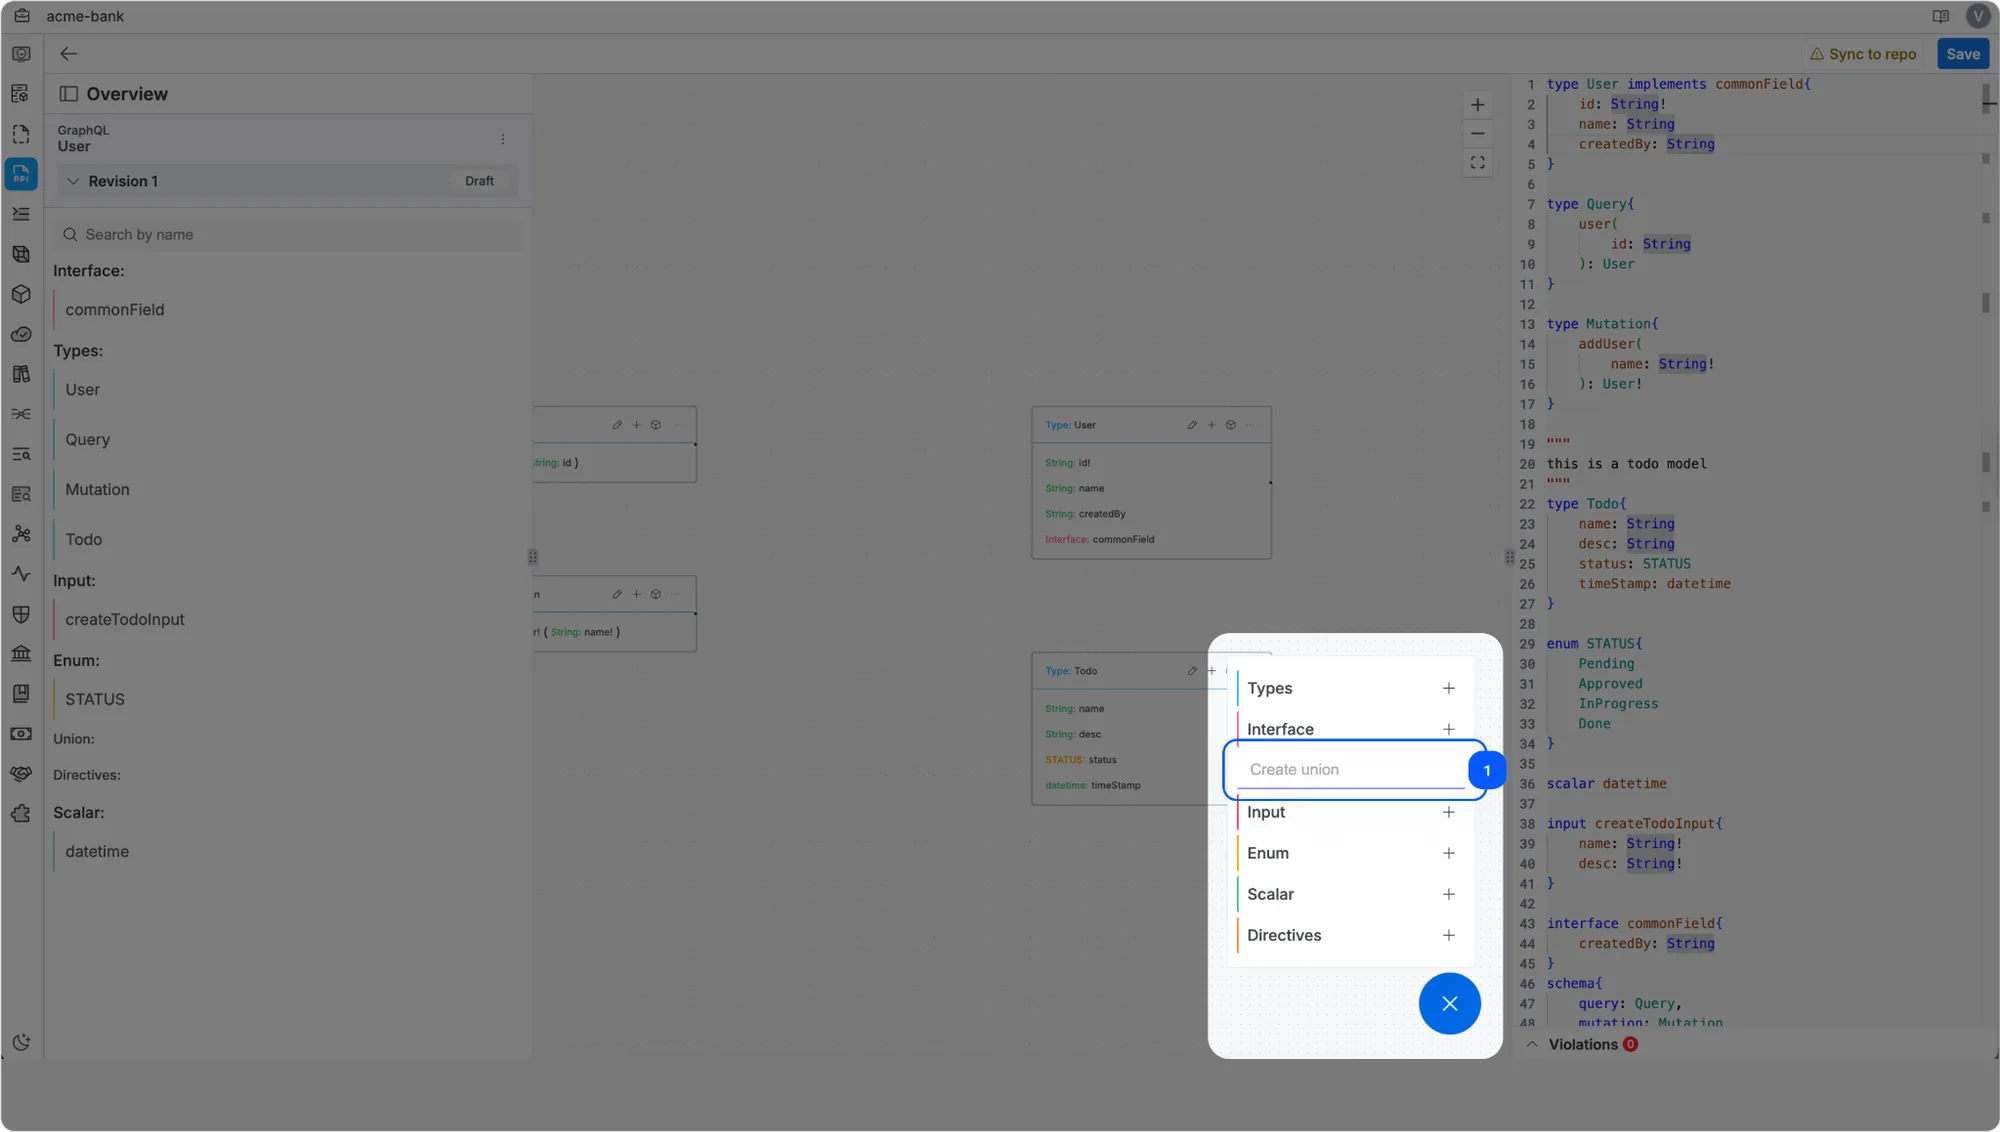 acme-bank
V
Sync to repo
Save
Overview
GraphQL
User
Revision 1
Draft
Search by name
Interface:
commonField
Types:
User
Query
Mutation
Todo
Input:
createTodoInput
Enum:
STATUS
Union:
Directives:
Scalar:
datetime
API
String: id )
n
r! ( String: name! )
Type: User
String: id!
String: name
String: createdBy
Interface: commonField
Type: Todo
String: name
String: desc
STATUS: status
datetime: timeStamp
Types
Interface
Create union
1
Input
Enum
Scalar
Directives
1 type User implements commonField{
2 id: String!
3 name: String
4 createdBy: String
5 }
6
7 type Query{
8 user(
9 id: String
10 ): User
11 }
12
13 type Mutation{
14 addUser(
15 name: String!
16 ): User!
17 }
18
19 """
20 this is a todo model
21 """
22 type Todo{
23 name: String
24 desc: String
25 status: STATUS
26 timeStamp: datetime
27 }
28
29 enum STATUS{
30 Pending
31 Approved
32 InProgress
33 Done
34 }
35
36 scalar datetime
37
38 input createTodoInput{
39 name: String!
40 desc: String!
41 }
42
43 interface commonField{
44 createdBy: String
45 }
46 schema{
47 query: Query,
48 mutation: Mutation
Violations 0